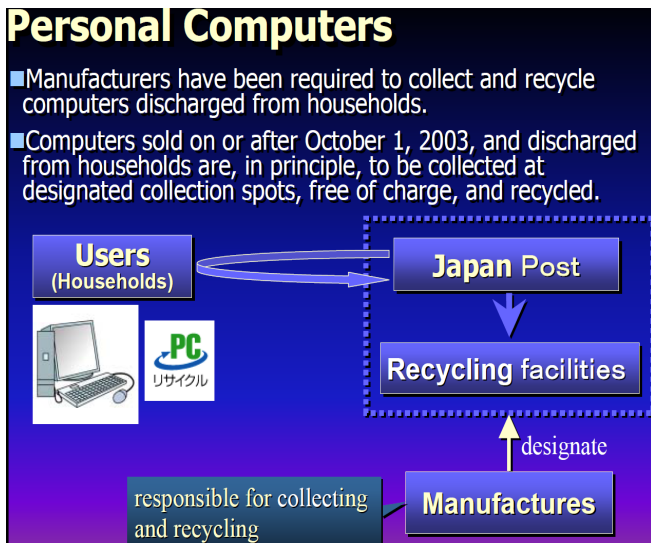 Personal Computers
Manufacturers have been required to collect and recycle
computers discharged from households.
Computers sold on or after October 1, 2003, and discharged
from households are, in principle, to be collected at
designated collection spots, free of charge, and recycled.
Users
(Households)
Japan Post
PC
リサイクル
Recycling facilities
designate
responsible for collecting
and recycling
Manufactures